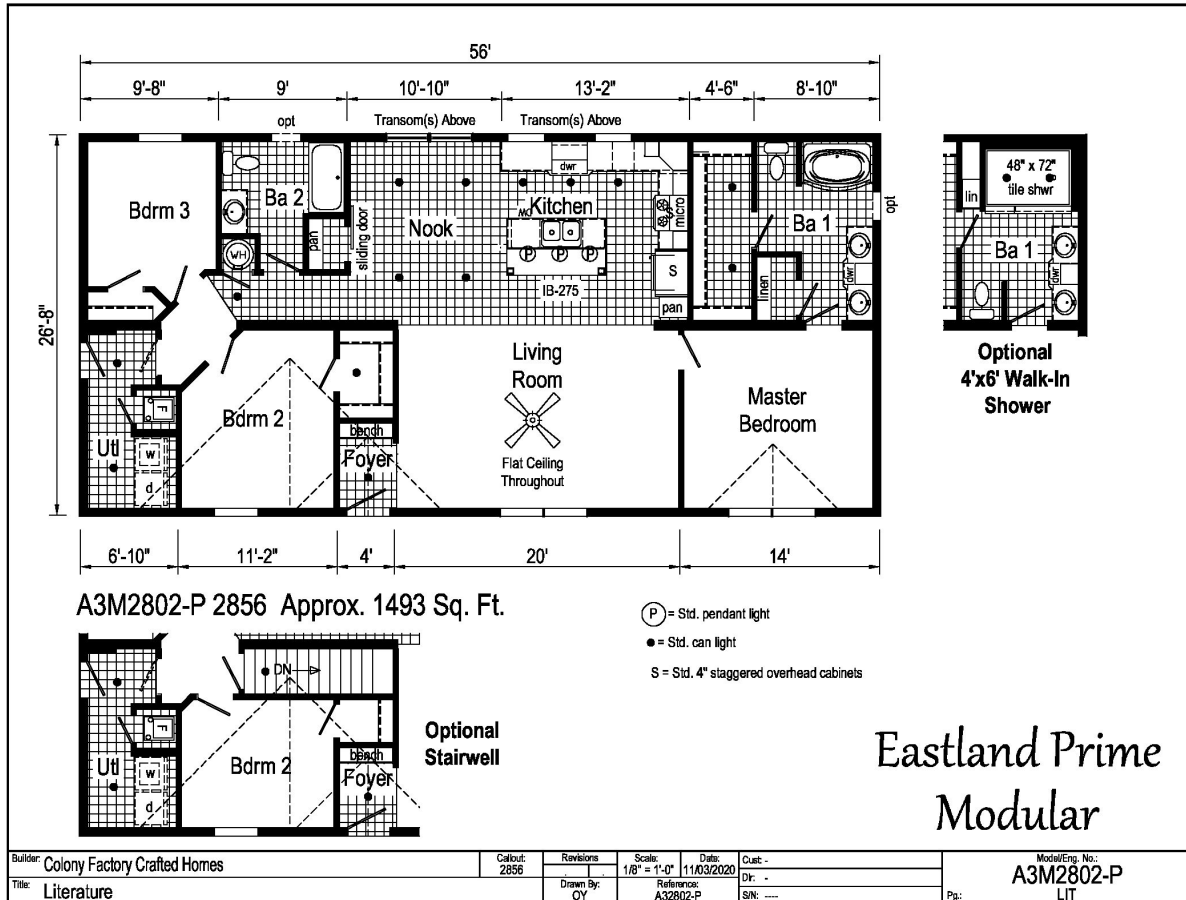 56'
9'-8" 9' 10'-10" 13'-2" 4'-6" 8'-10"
opt Transom(s) Above Transom(s) Above
26'-8"
Bdrm 3
Ba 2
WH
pan
sliding door
Nook
Kitchen
dwr
MO
micro
P P P
IB-275
S
pan
linen
Ba 1
dwr
opt
Utl
F
W
d
Bdrm 2
bench
Foyer
Living
Room
Flat Ceiling
Throughout
Master
Bedroom
lin
48" x 72"
tile shwr
Ba 1
dwr
Optional
4'x6' Walk-In
Shower
6'-10" 11'-2" 4' 20' 14'
A3M2802-P 2856 Approx. 1493 Sq. Ft.
P = Std. pendant light
= Std. can light
S = Std. 4" staggered overhead cabinets
DN
F
Utl
W
d
Bdrm 2
bench
Foyer
Optional
Stairwell
Eastland Prime
Modular
Builder: Colony Factory Crafted Homes
Title: Literature
Callout:
2856
Revisions
Drawn By:
OY
Scale:
1/8" = 1'-0"
Date:
11/03/2020
Reference:
A32802-P
Cust: -
Dir: -
S/N: ----
Model/Eng. No.:
A3M2802-P
Pg.: LIT